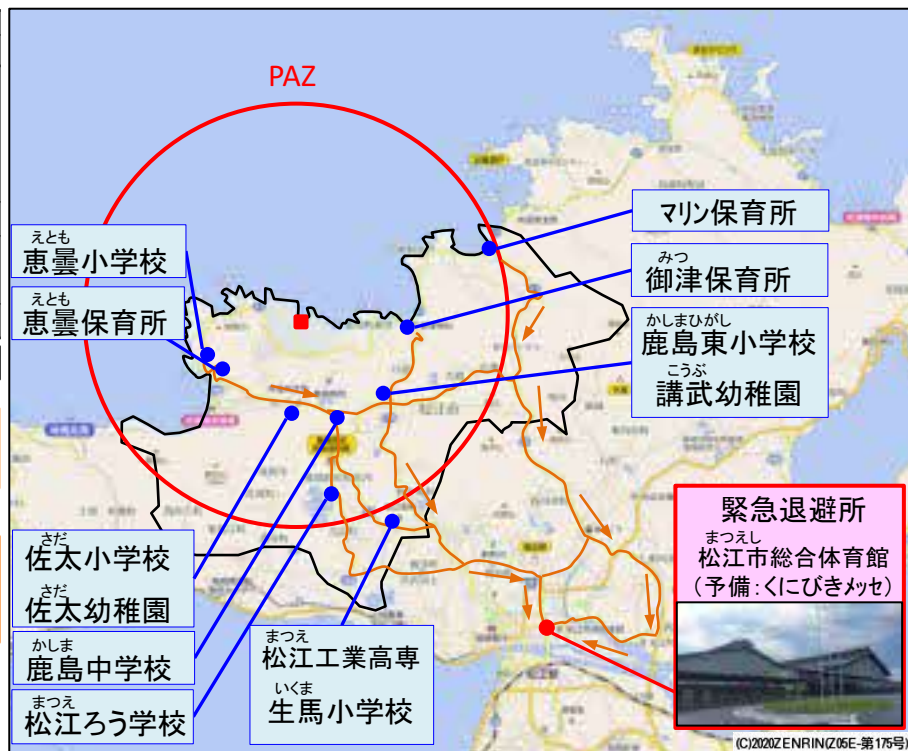 PAZ
えとも
恵曇小学校
えとも
恵曇保育所
マリン保育所
みつ
御津保育所
かしまひがし
鹿島東小学校
こうぶ
講武幼稚園
さだ
佐太小学校
さだ
佐太幼稚園
かしま
鹿島中学校
まつえ
松江ろう学校
まつえ
松江工業高専
いくま
生馬小学校
緊急退避所
まつえし
松江市総合体育館
(予備:くにびきメッセ)
(C)2020ZENRIN(Z05E-第175号)